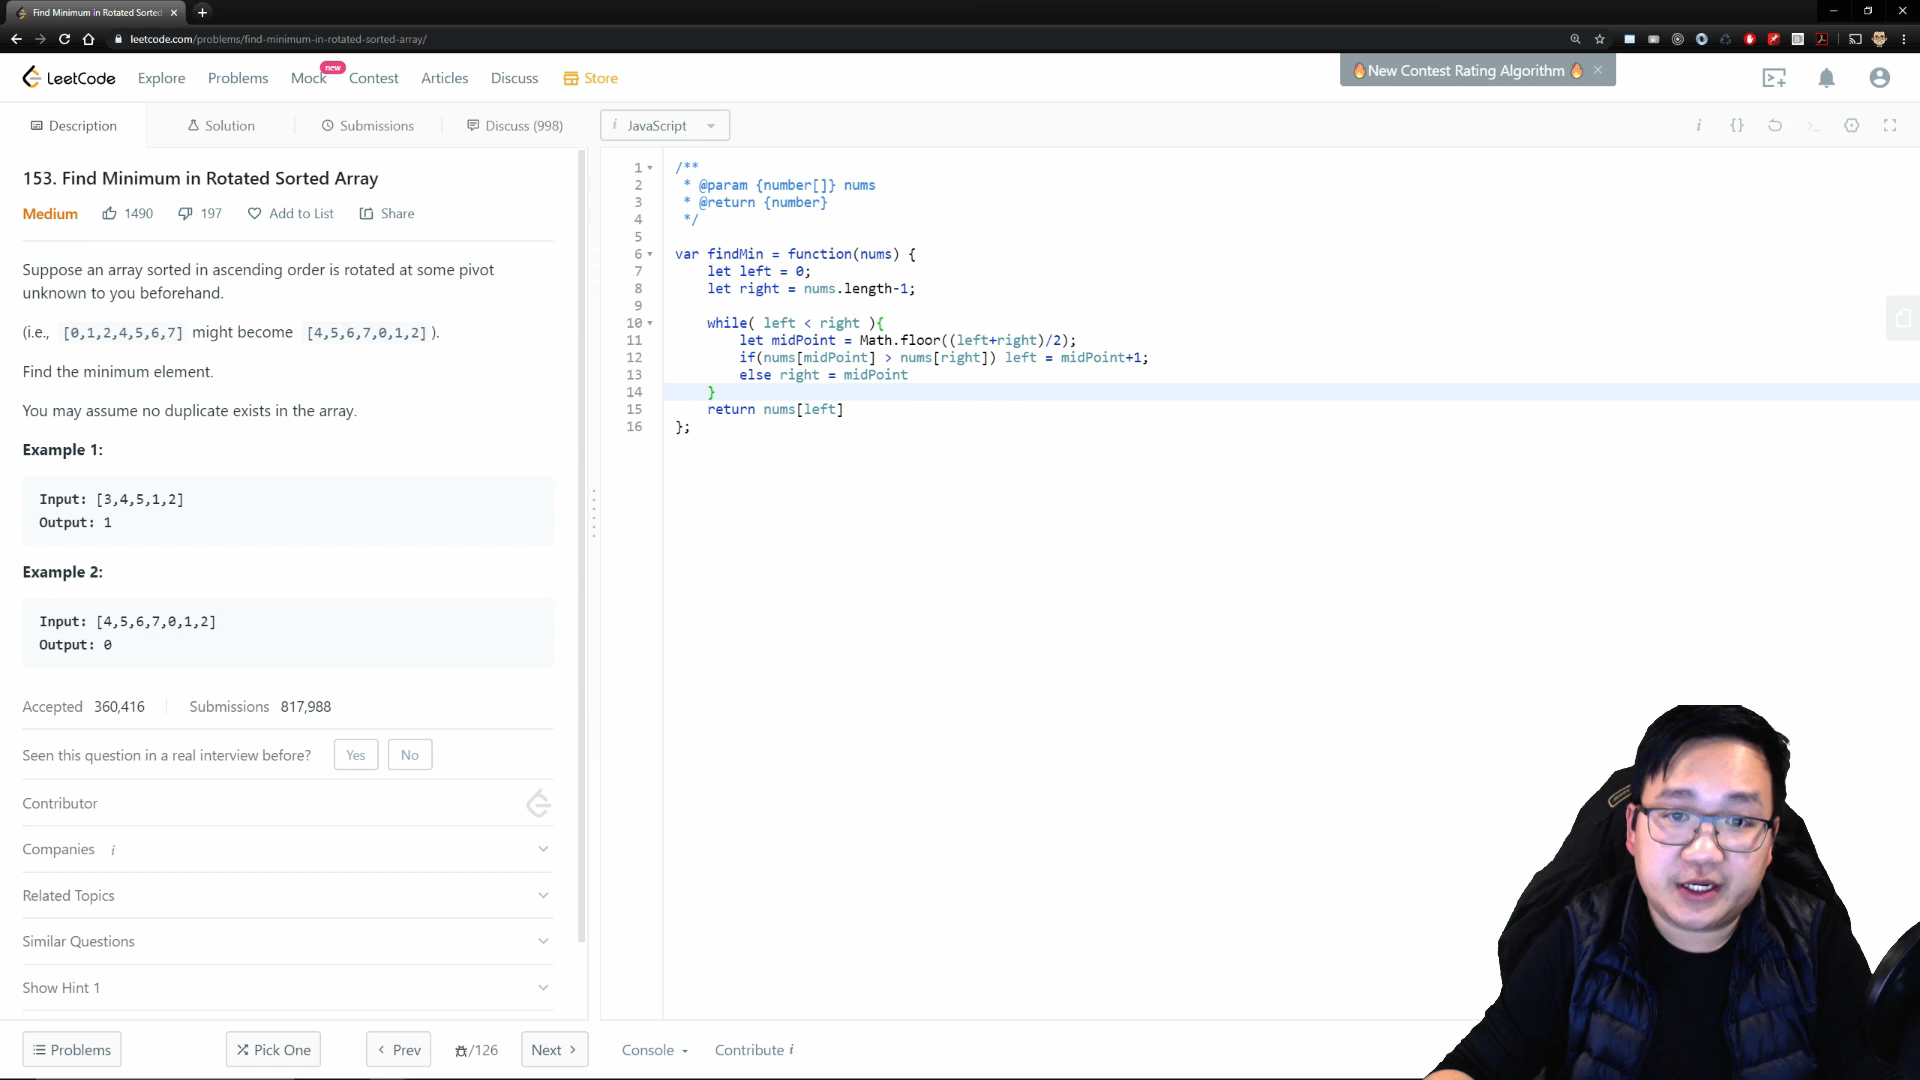 Find Minimum in Rotated Sorted
leetcode.com/problems/find-minimum-in-rotated-sorted-array/
LeetCode
Explore
Problems
Mock
new
Contest
Articles
Discuss
Store
🔥New Contest Rating Algorithm 🔥
Description
Solution
Submissions
Discuss (998)
i JavaScript
153. Find Minimum in Rotated Sorted Array
Medium
1490
197
Add to List
Share
Suppose an array sorted in ascending order is rotated at some pivot
unknown to you beforehand.
(i.e., [0,1,2,4,5,6,7] might become [4,5,6,7,0,1,2] ).
Find the minimum element.
You may assume no duplicate exists in the array.
Example 1:
Input: [3,4,5,1,2]
Output: 1
Example 2:
Input: [4,5,6,7,0,1,2]
Output: 0
Accepted 360,416
Submissions 817,988
Seen this question in a real interview before?
Yes
No
Contributor
Companies i
Related Topics
Similar Questions
Show Hint 1
Problems
Pick One
Prev
/126
Next
1 /**
2 * @param {number[]} nums
3 * @return {number}
4 */
5
6 var findMin = function(nums) {
7 let left = 0;
8 let right = nums.length-1;
9
10 while( left < right ){
11 let midPoint = Math.floor((left+right)/2);
12 if(nums[midPoint] > nums[right]) left = midPoint+1;
13 else right = midPoint
14 }
15 return nums[left]
16 };
Console
Contribute i